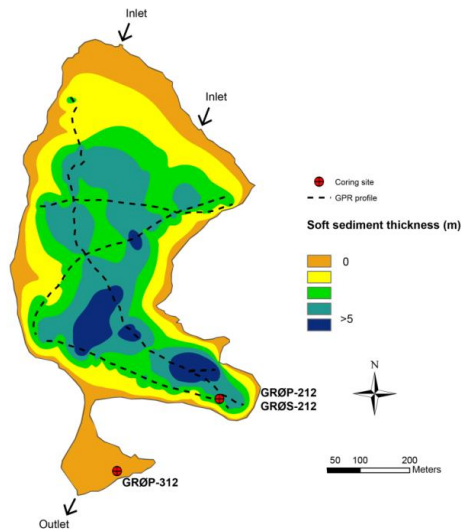 Inlet
Inlet
Coring site
GPR profile
Soft sediment thickness (m)
0
>5
N
GRØP-212
GRØS-212
50 100 200
Meters
GRØP-312
Outlet